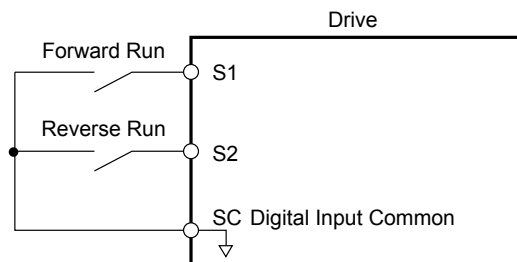 Drive
Forward Run
S1
Reverse Run
S2
SC Digital Input Common